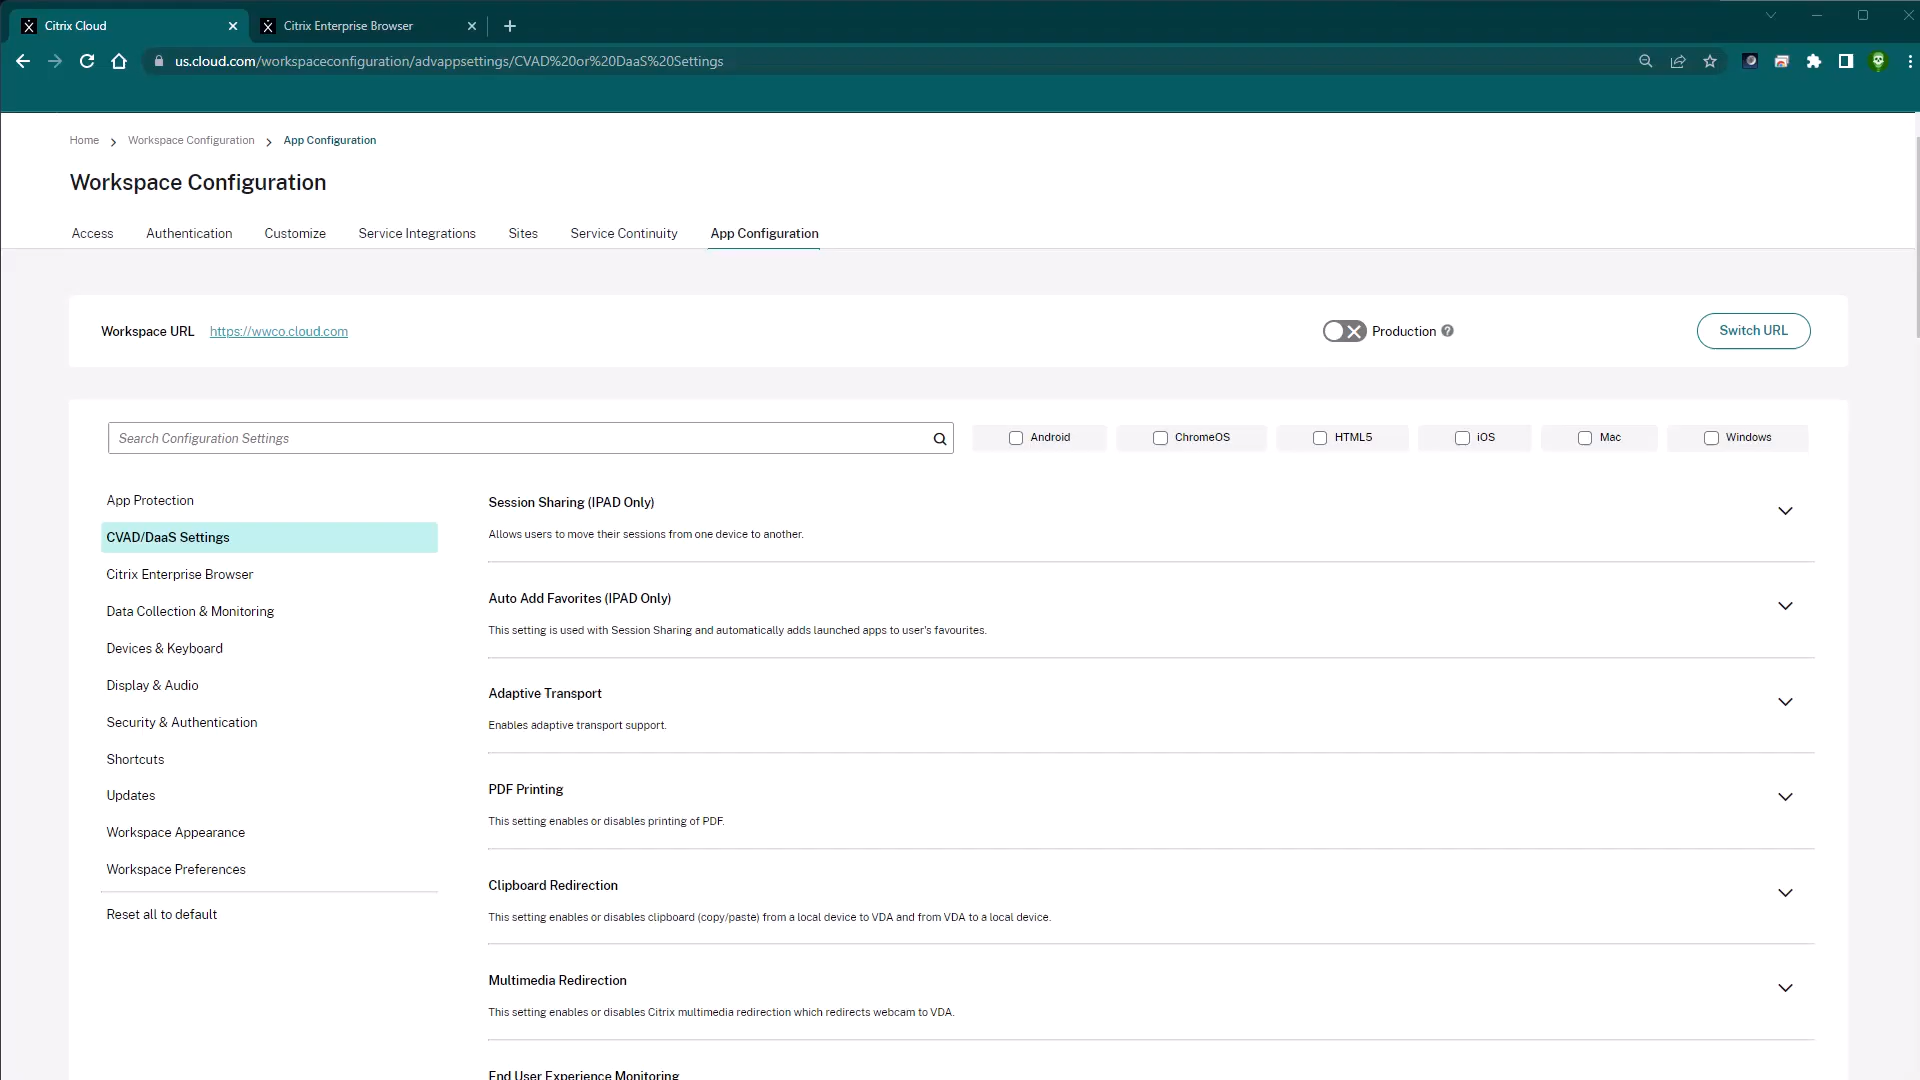 Citrix Cloud
Citrix Enterprise Browser
us.cloud.com/workspaceconfiguration/advappsettings/CVAD%20or%20DaaS%20Settings
Home
Workspace Configuration
App Configuration
Workspace Configuration
Access
Authentication
Customize
Service Integrations
Sites
Service Continuity
App Configuration
Workspace URL
https://wwco.cloud.com
Production
Switch URL
Search Configuration Settings
Android
ChromeOS
HTML5
iOS
Mac
Windows
App Protection
CVAD/DaaS Settings
Citrix Enterprise Browser
Data Collection & Monitoring
Devices & Keyboard
Display & Audio
Security & Authentication
Shortcuts
Updates
Workspace Appearance
Workspace Preferences
Reset all to default
Session Sharing (IPAD Only)
Allows users to move their sessions from one device to another.
Auto Add Favorites (IPAD Only)
This setting is used with Session Sharing and automatically adds launched apps to user's favourites.
Adaptive Transport
Enables adaptive transport support.
PDF Printing
This setting enables or disables printing of PDF.
Clipboard Redirection
This setting enables or disables clipboard (copy/paste) from a local device to VDA and from VDA to a local device.
Multimedia Redirection
This setting enables or disables Citrix multimedia redirection which redirects webcam to VDA.
End User Experience Monitoring